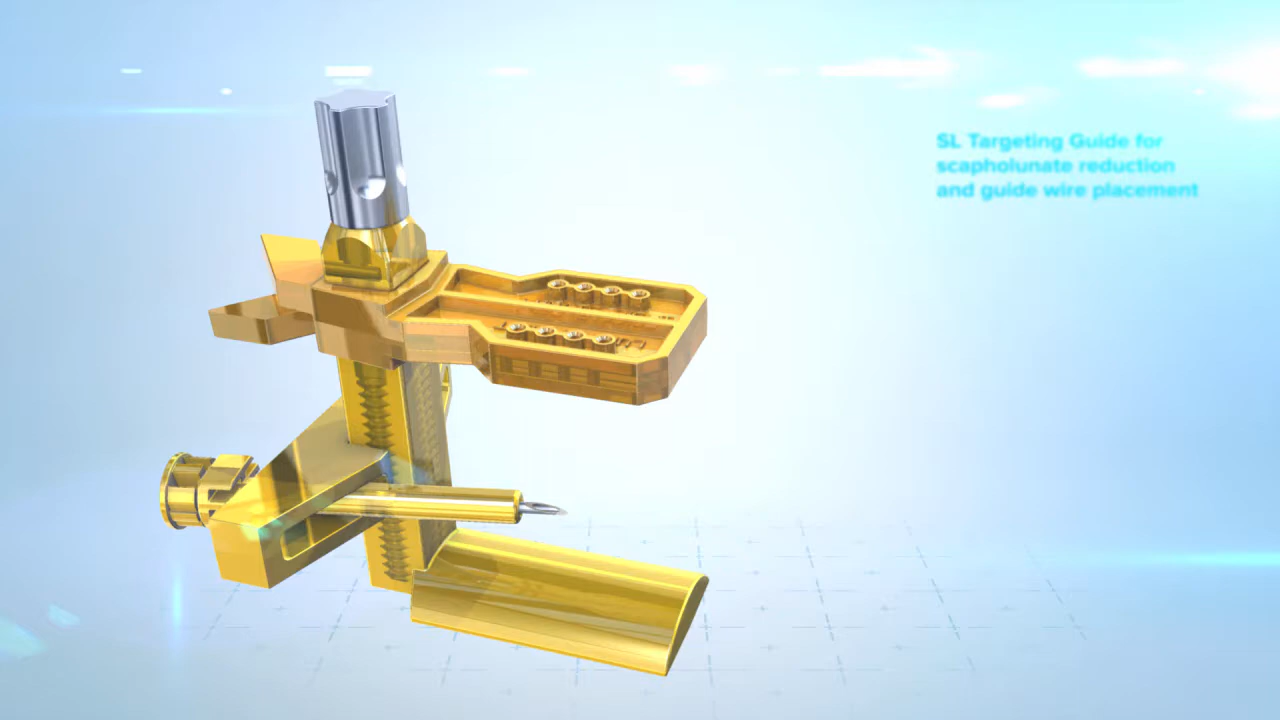 SL Targeting Guide for
scapholunate reduction
and guide wire placement